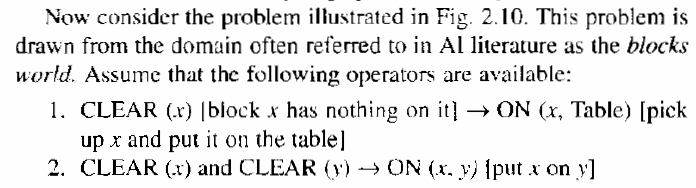 Now consider the problem illustrated in Fig. 2.10. This problem is
drawn from the domain often referred to in AI literature as the blocks
world. Assume that the following operators are available:
1. CLEAR (x) [block x has nothing on it] → ON (x, Table) [pick
up x and put it on the table]
2. CLEAR (x) and CLEAR (y) → ON (x, y) [put x on y]